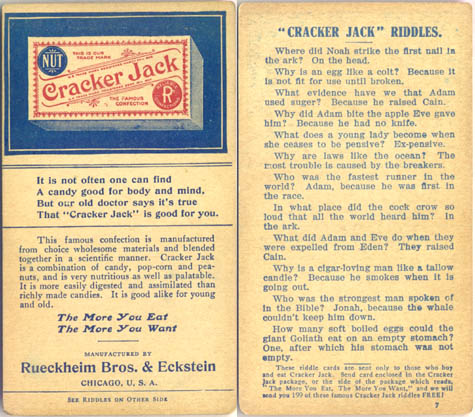 NUT
THIS IS OUR
TRADE MARK
Cracker Jack
THE FAMOUS
CONFECTION
R
It is not often one can find
A candy good for body and mind,
But our old doctor says it's true
That "Cracker Jack" is good for you.
This famous confection is manufactured
from choice wholesome materials and blended
together in a scientific manner. Cracker Jack
is a combination of candy, pop-corn and pea-
nuts, and is very nutritious as well as palatable.
It is more easily digested and assimilated than
richly made candies. It is good alike for young
and old.
The More You Eat
The More You Want
MANUFACTURED BY
Rueckheim Bros. & Eckstein
CHICAGO, U. S. A.
SEE RIDDLES ON OTHER SIDE
"CRACKER JACK" RIDDLES.
Where did Noah strike the first nail in
the ark? On the head.
Why is an egg like a colt? Because it
is not fit for use until broken.
What evidence have we that Adam
used suger? Because he raised Cain.
Why did Adam bite the apple Eve gave
him? Because he had no knife.
What does a young lady become when
she ceases to be pensive? Ex-pensive.
Why are laws like the ocean? The
most trouble is caused by the breakers.
Who was the fastest runner in the
world? Adam, because he was first
in the race.
In what place did the cock crow so
loud that all the world heard him? In
the ark.
What did Adam and Eve do when they
were expelled from Eden? They raised
Cain.
Why is a cigar-loving man like a tallow
candle? Because he smokes when it is
going out.
Who was the strongest man spoken of
in the Bible? Jonah, because the whale
couldn't keep him down.
How many soft boiled eggs could the
giant Goliath eat on an empty stomach?
One, after which his stomach was not
empty.
These riddle cards are sent only to those who buy
and eat Cracker Jack. Send card enclosed in the Cracker
Jack package, or the side of the package which reads,
"The More You Eat, The More You Want," and we will
send you 199 of these famous Cracker Jack riddles FREE!
7